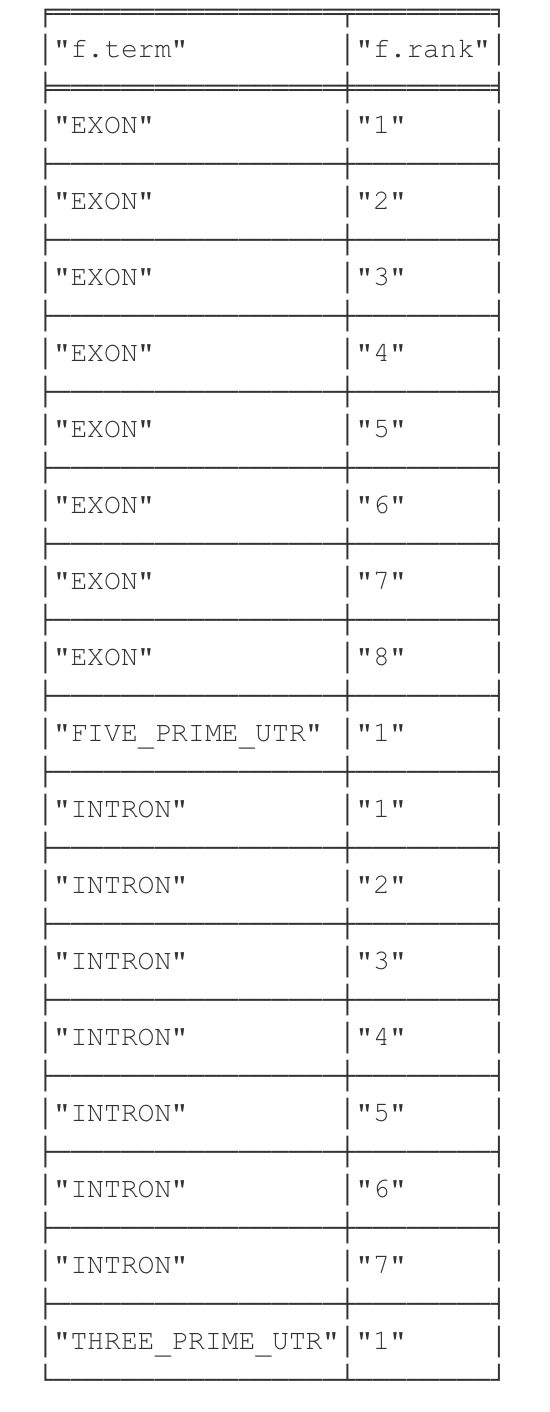 "f.term" "f.rank"
"EXON" "1"
"EXON" "2"
"EXON" "3"
"EXON" "4"
"EXON" "5"
"EXON" "6"
"EXON" "7"
"EXON" "8"
"FIVE_PRIME_UTR" "1"
"INTRON" "1"
"INTRON" "2"
"INTRON" "3"
"INTRON" "4"
"INTRON" "5"
"INTRON" "6"
"INTRON" "7"
"THREE_PRIME_UTR" "1"